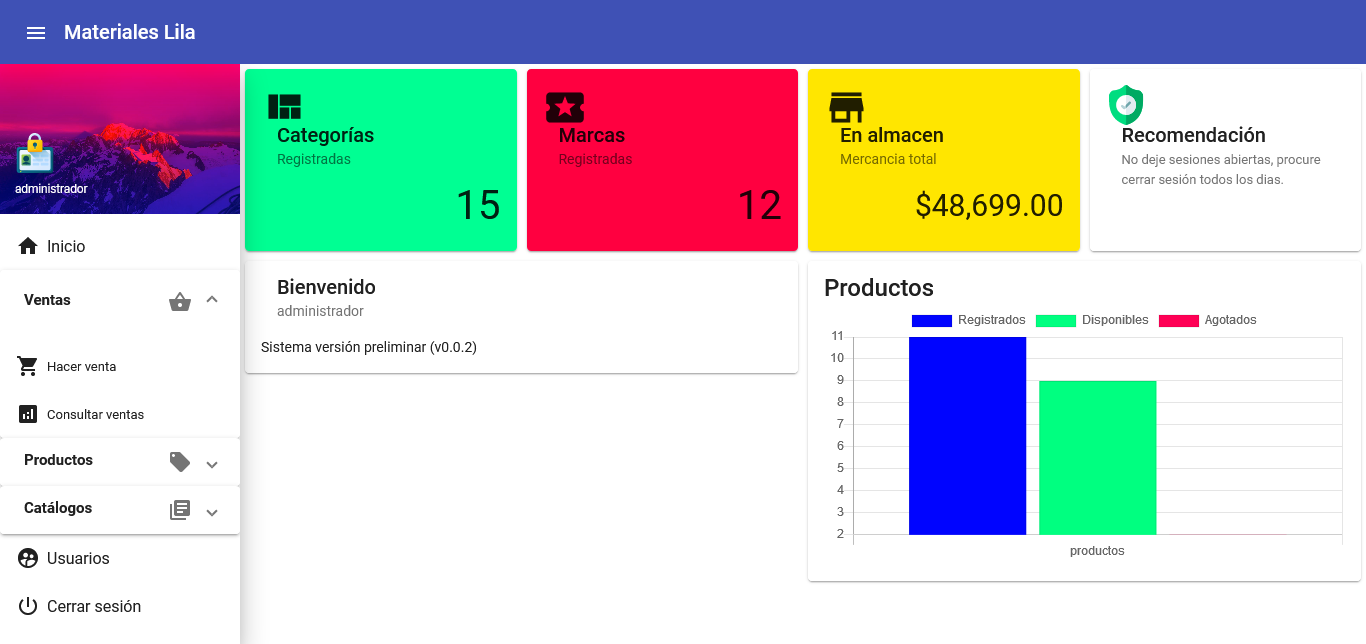 Materiales Lila
administrador
Inicio
Ventas
Hacer venta
Consultar ventas
Productos
Catálogos
Usuarios
Cerrar sesión
Categorías
Registradas
15
Marcas
Registradas
12
En almacen
Mercancia total
$48,699.00
Recomendación
No deje sesiones abiertas, procure
cerrar sesión todos los dias.
Bienvenido
administrador
Sistema versión preliminar (v0.0.2)
Productos
Registrados Disponibles Agotados
11
10
9
8
7
6
5
4
3
2
productos